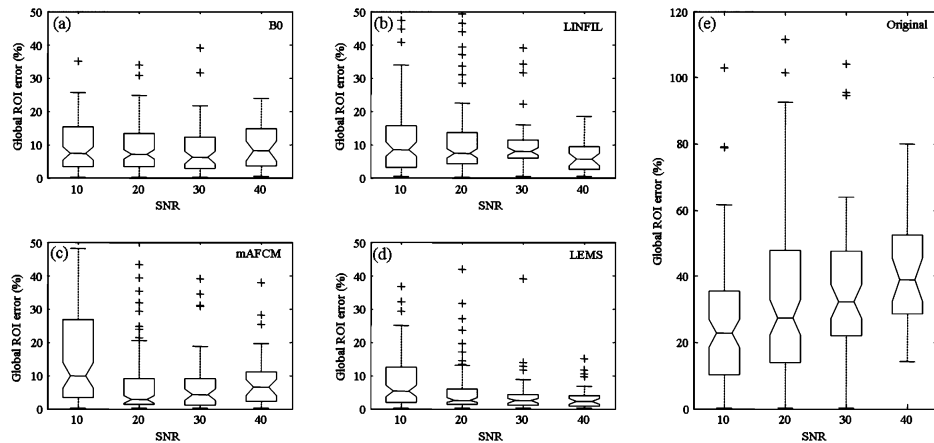 (a) B0
50
40
30
20
10
0
Global ROI error (%)
10 20 30 40
SNR
(b) LINFIL
50
40
30
20
10
0
Global ROI error (%)
10 20 30 40
SNR
(c) mAFCM
50
40
30
20
10
0
Global ROI error (%)
10 20 30 40
SNR
(d) LEMS
50
40
30
20
10
0
Global ROI error (%)
10 20 30 40
SNR
(e) Original
120
100
80
60
40
20
0
Global ROI error (%)
10 20 30 40
SNR